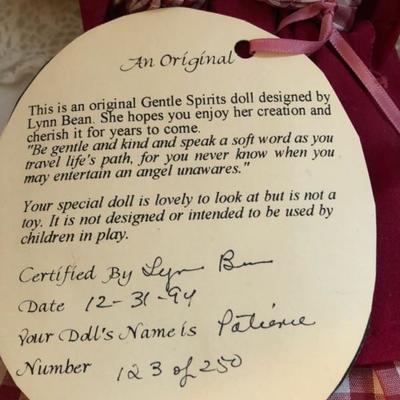 An Original
This is an original Gentle Spirits doll designed by
Lynn Bean. She hopes you enjoy her creation and
cherish it for years to come.
"Be gentle and kind and speak a soft word as you
travel life's path, for you never know when you
may entertain an angel unawares."
Your special doll is lovely to look at but is not a
toy. It is not designed or intended to be used by
children in play.
Certified By Lynn Bean
Date 12-31-94
Your Doll's Name is Patience
Number 123 of 250